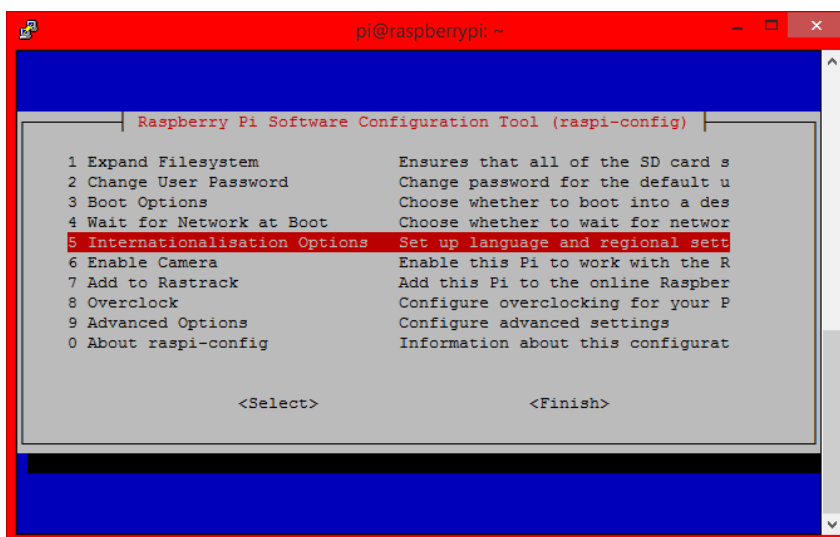 pi@raspberrypi: ~
Raspberry Pi Software Configuration Tool (raspi-config)
1 Expand Filesystem Ensures that all of the SD card s
2 Change User Password Change password for the default u
3 Boot Options Choose whether to boot into a des
4 Wait for Network at Boot Choose whether to wait for networ
5 Internationalisation Options Set up language and regional sett
6 Enable Camera Enable this Pi to work with the R
7 Add to Rastrack Add this Pi to the online Raspber
8 Overclock Configure overclocking for your P
9 Advanced Options Configure advanced settings
0 About raspi-config Information about this configurat
<Select> <Finish>